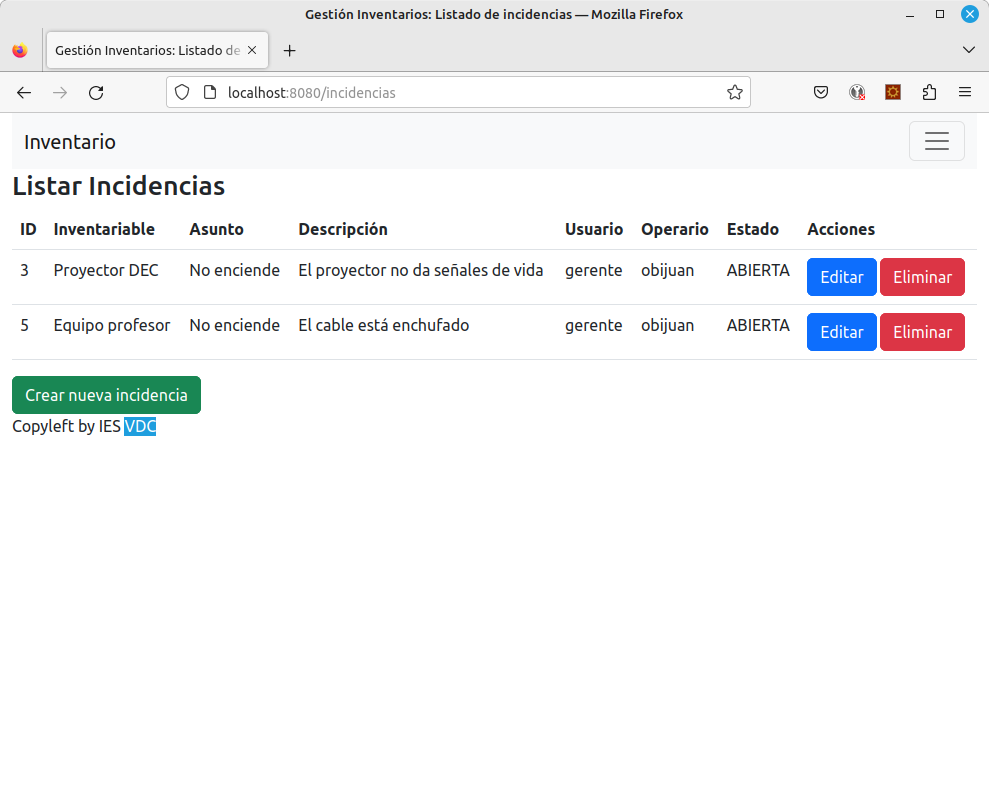 Gestión Inventarios: Listado de incidencias — Mozilla Firefox
Gestión Inventarios: Listado de
localhost:8080/incidencias
Inventario
Listar Incidencias
ID Inventariable Asunto Descripción Usuario Operario Estado Acciones
3 Proyector DEC No enciende El proyector no da señales de vida gerente obijuan ABIERTA Editar Eliminar
5 Equipo profesor No enciende El cable está enchufado gerente obijuan ABIERTA Editar Eliminar
Crear nueva incidencia
Copyleft by IES VDC